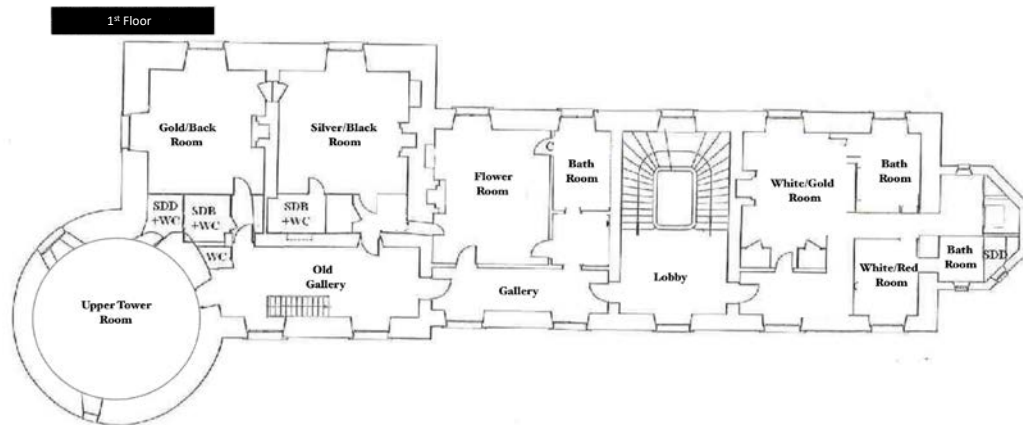 1st Floor
Gold/Back
Room
Silver/Black
Room
Flower
Room
C
Bath
Room
White/Gold
Room
Bath
Room
SDD
+WC
SDB
+WC
SDB
+WC
WC
Old
Gallery
Upper Tower
Room
Gallery
Lobby
White/Red
Room
Bath
Room
SDD